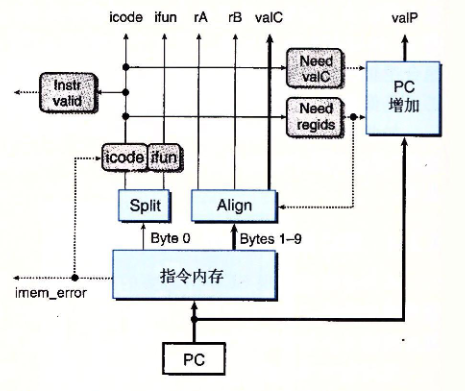 icode ifun rA rB valC valP
Need valC
Instr valid
PC 增加
Need regids
icode ifun
Split
Align
Byte 0
Bytes 1–9
指令内存
imem_error
PC